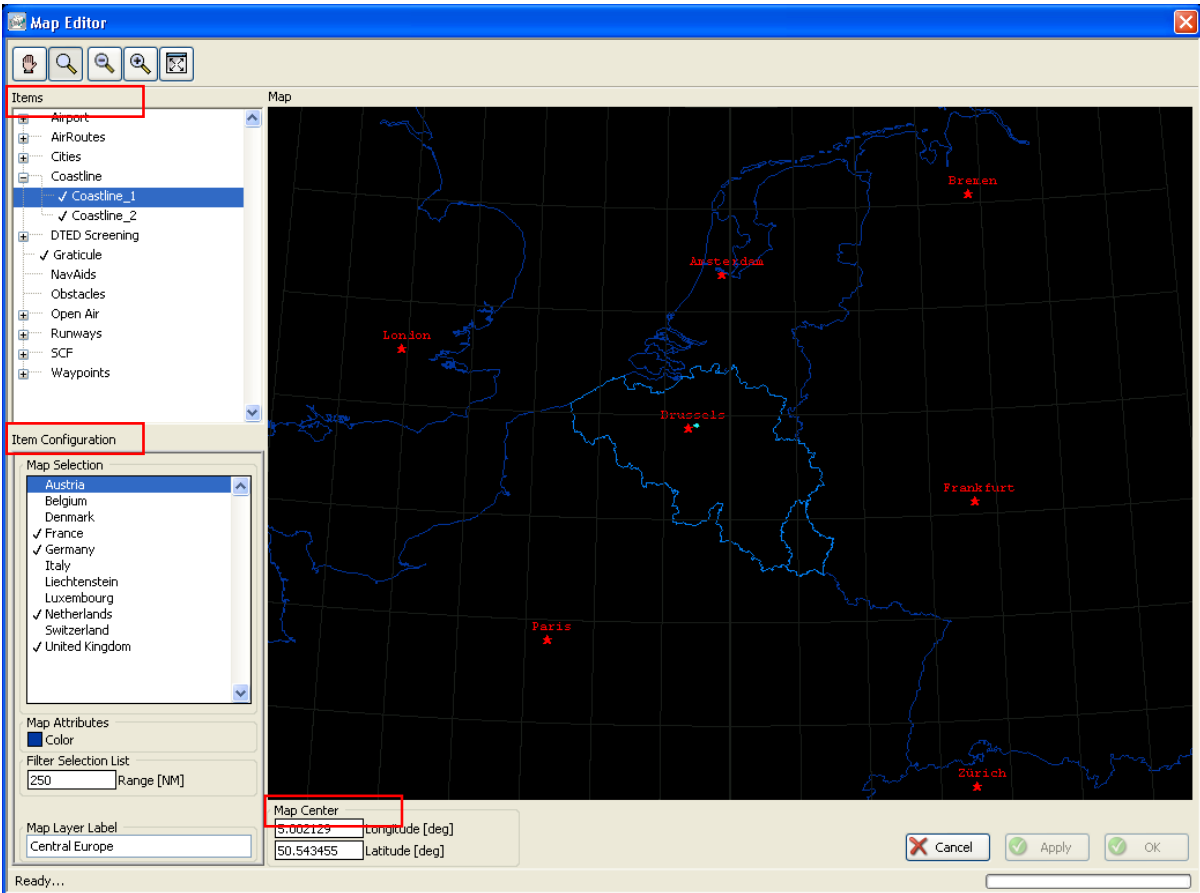 Map Editor
Items
Map
Airport
AirRoutes
Cities
Coastline
Coastline_1
Coastline_2
DTED Screening
Graticule
NavAids
Obstacles
Open Air
Runways
SCF
Waypoints
Item Configuration
Map Selection
Austria
Belgium
Denmark
France
Germany
Italy
Liechtenstein
Luxembourg
Netherlands
Switzerland
United Kingdom
Map Attributes
Color
Filter Selection List
250 Range [NM]
Map Layer Label
Central Europe
Bremen
Amsterdam
London
Brussels
Frankfurt
Paris
Zürich
Map Center
5.002129 Longitude [deg]
50.543455 Latitude [deg]
Cancel
Apply
OK
Ready...